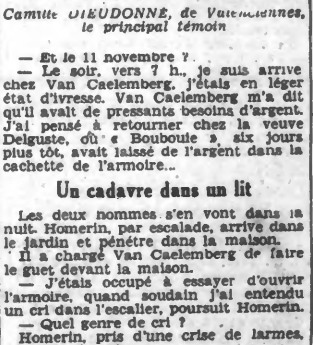 Camille DIEUDONNÉ, de Valenciennes,
le principal témoin
— Et le 11 novembre ?
— Le soir, vers 7 h., je suis arrivé
chez Van Caelemberg. j'étais en léger
état d'ivresse. Van Caelemberg m'a dit
qu'il avait de pressants besoins d'argent.
J'ai pensé à retourner chez la veuve
Delguste, où « Bouboule », six jours
plus tôt, avait laissé de l'argent dans la
cachette de l'armoire...
Un cadavre dans un lit
Les deux hommes s'en vont dans la
nuit. Homerin, par escalade, arrive dans
le jardin et pénétre dans la maison.
Il a chargé Van Caelemberg de faire
le guet devant la maison.
— J'étais occupé à essayer d'ouvrir
l'armoire, quand soudain j'ai entendu
un cri dans l'escalier, poursuit Homerin.
— Quel genre de cri ?
Homerin, pris d'une crise de larmes,